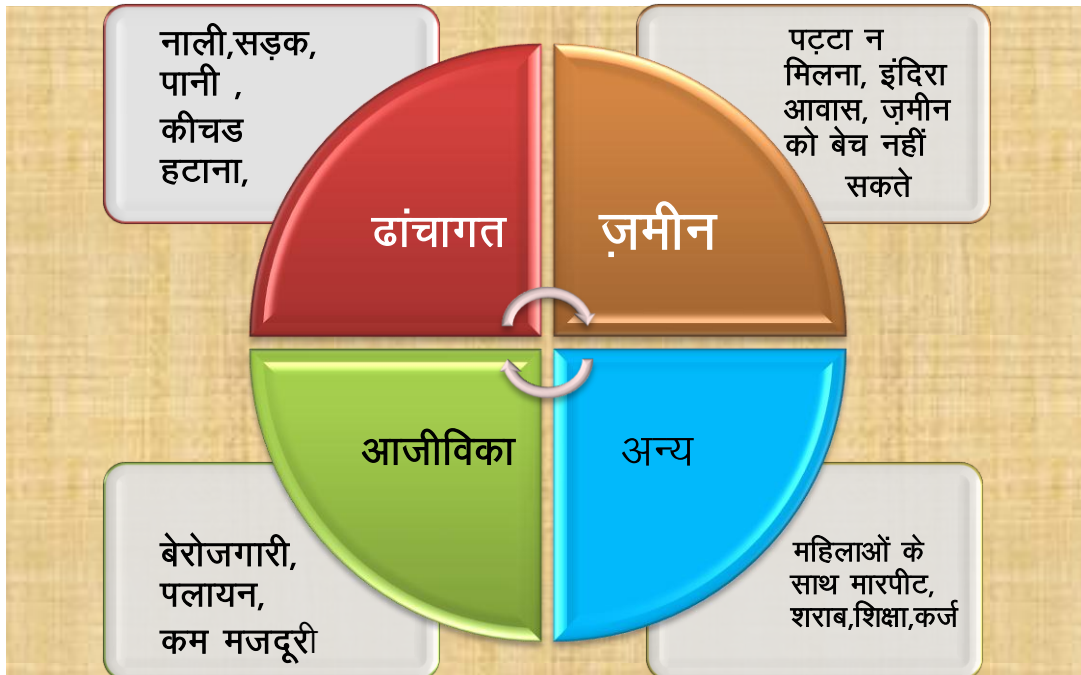 नाली,सड़क,
पानी ,
कीचड
हटाना,
पट़टा न
मिलना, इंदिरा
आवास, ज़मीन
को बेच नहीं
सकते
ढांचागत
ज़मीन
आजीविका
अन्य
बेरोजगारी,
पलायन,
कम मजदूरी
महिलाओं के
साथ मारपीट,
शराब,शिक्षा,कर्ज